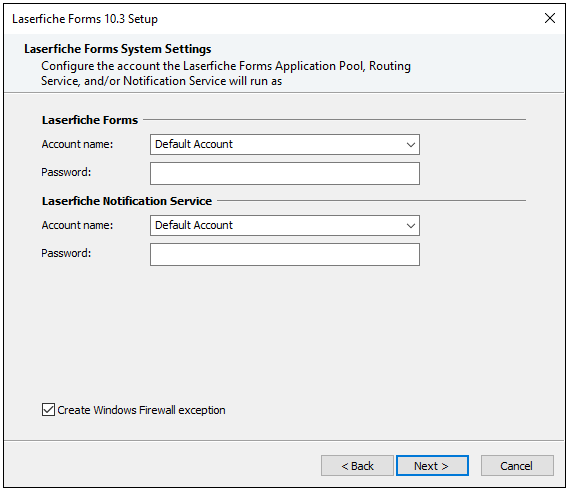 Laserfiche Forms 10.3 Setup
Laserfiche Forms System Settings
Configure the account the Laserfiche Forms Application Pool, Routing
Service, and/or Notification Service will run as
Laserfiche Forms
Account name: Default Account
Password:
Laserfiche Notification Service
Account name: Default Account
Password:
Create Windows Firewall exception
< Back Next > Cancel